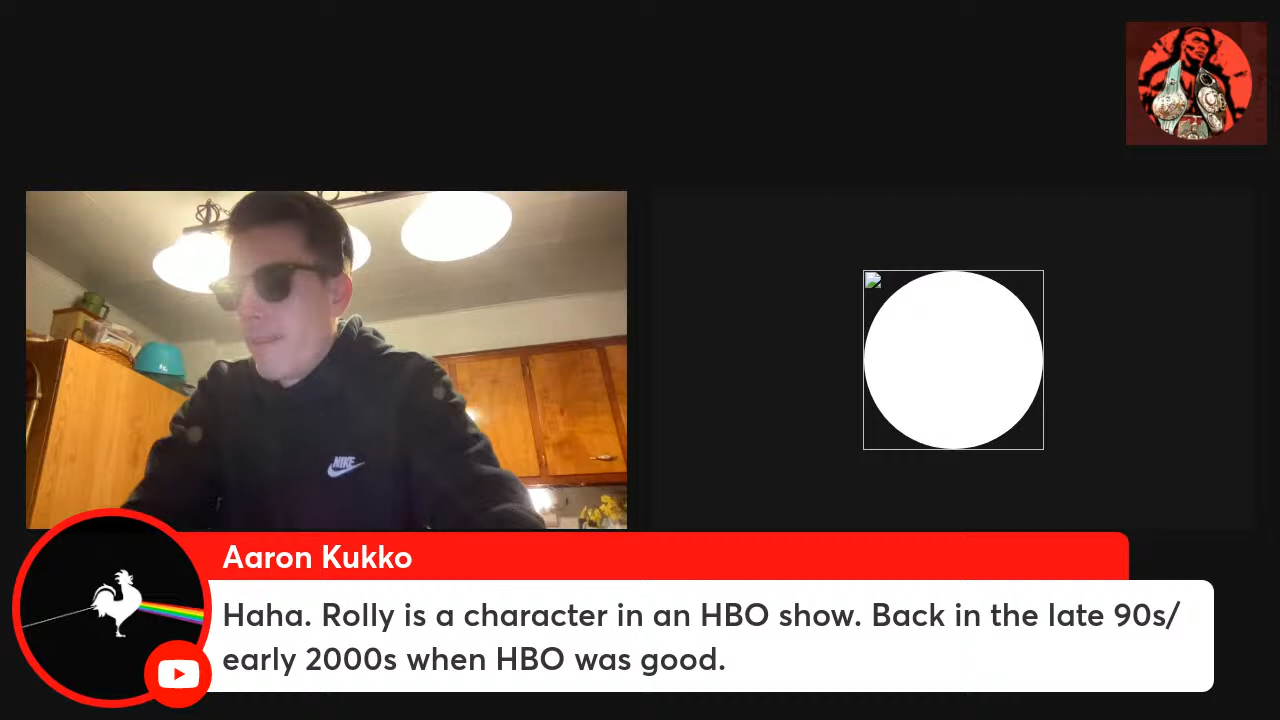 NIKE
Aaron Kukko
Haha. Rolly is a character in an HBO show. Back in the late 90s/
early 2000s when HBO was good.